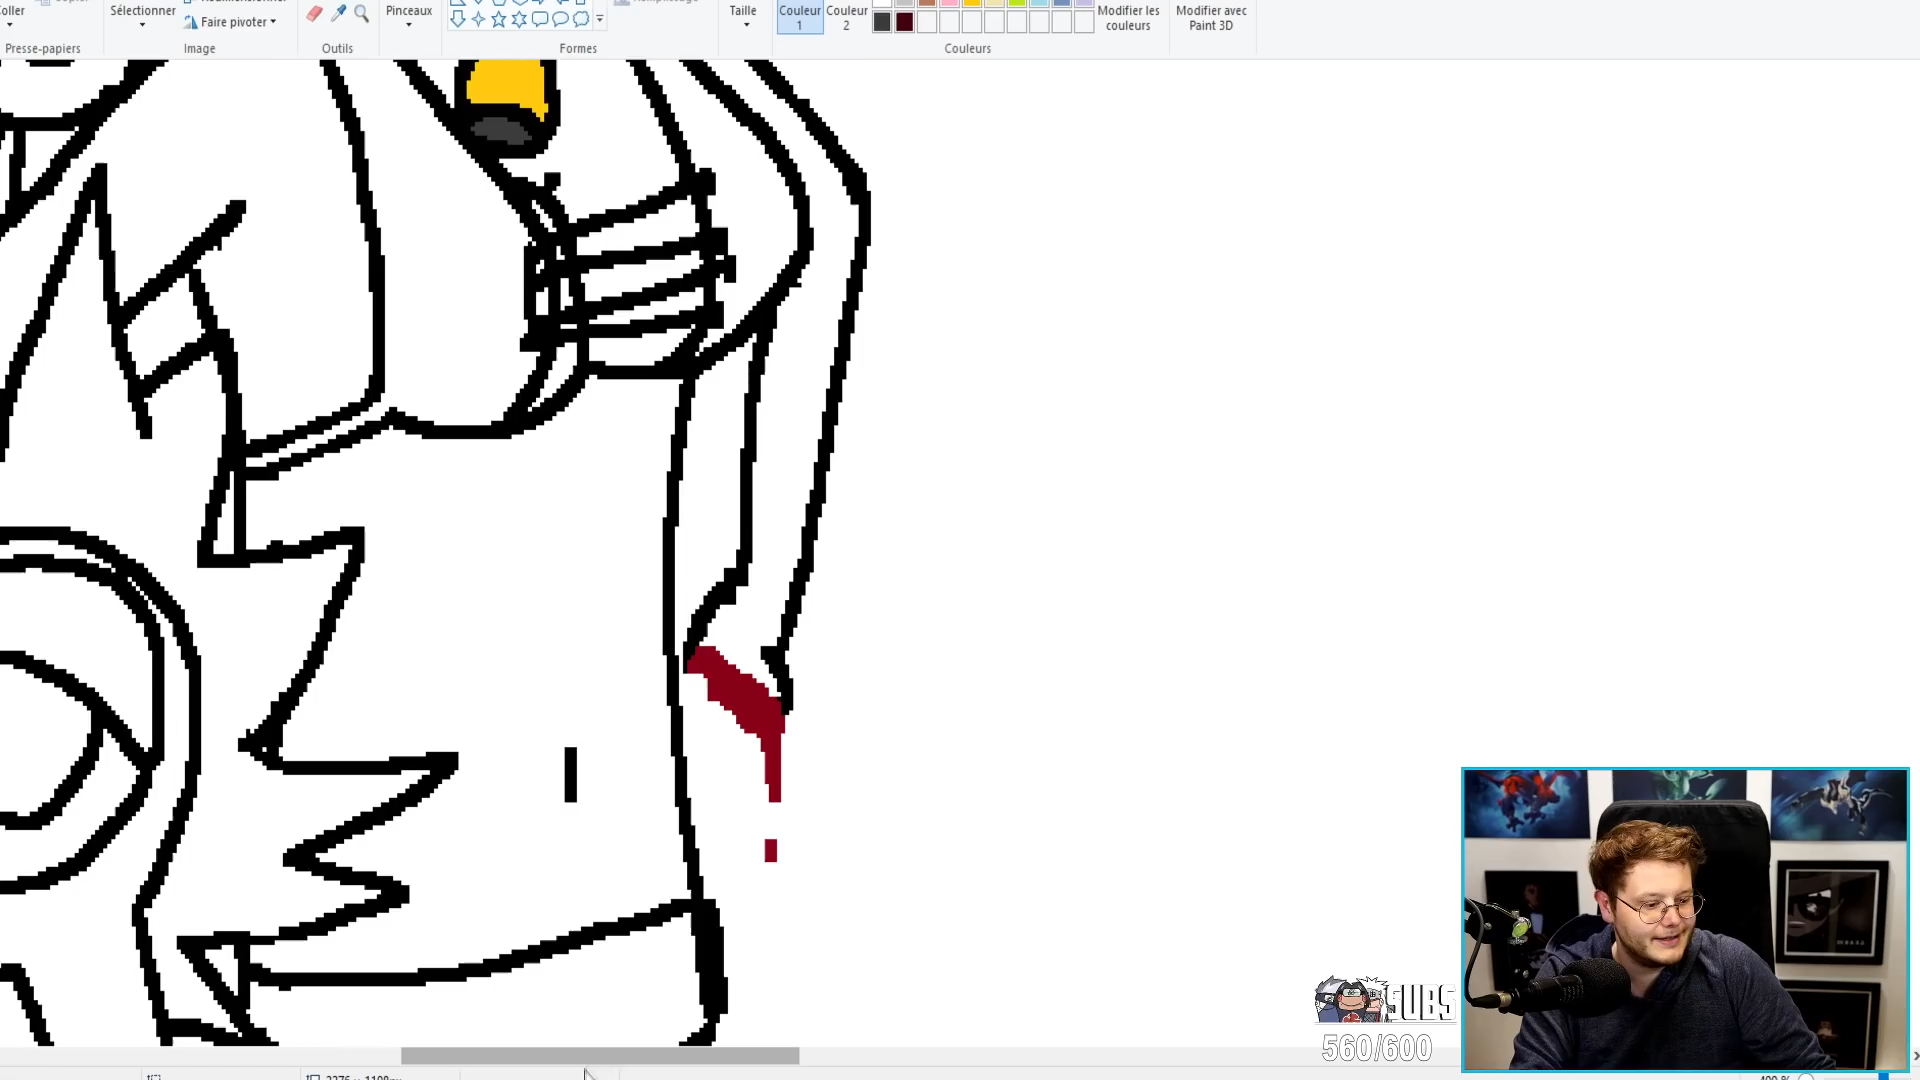 Coller
Sélectionner
Faire pivoter
Pinceaux
Taille
Couleur 1
Couleur 2
Modifier les couleurs
Modifier avec Paint 3D
Presse-papiers
Image
Outils
Formes
Couleurs
SUBS
560/600